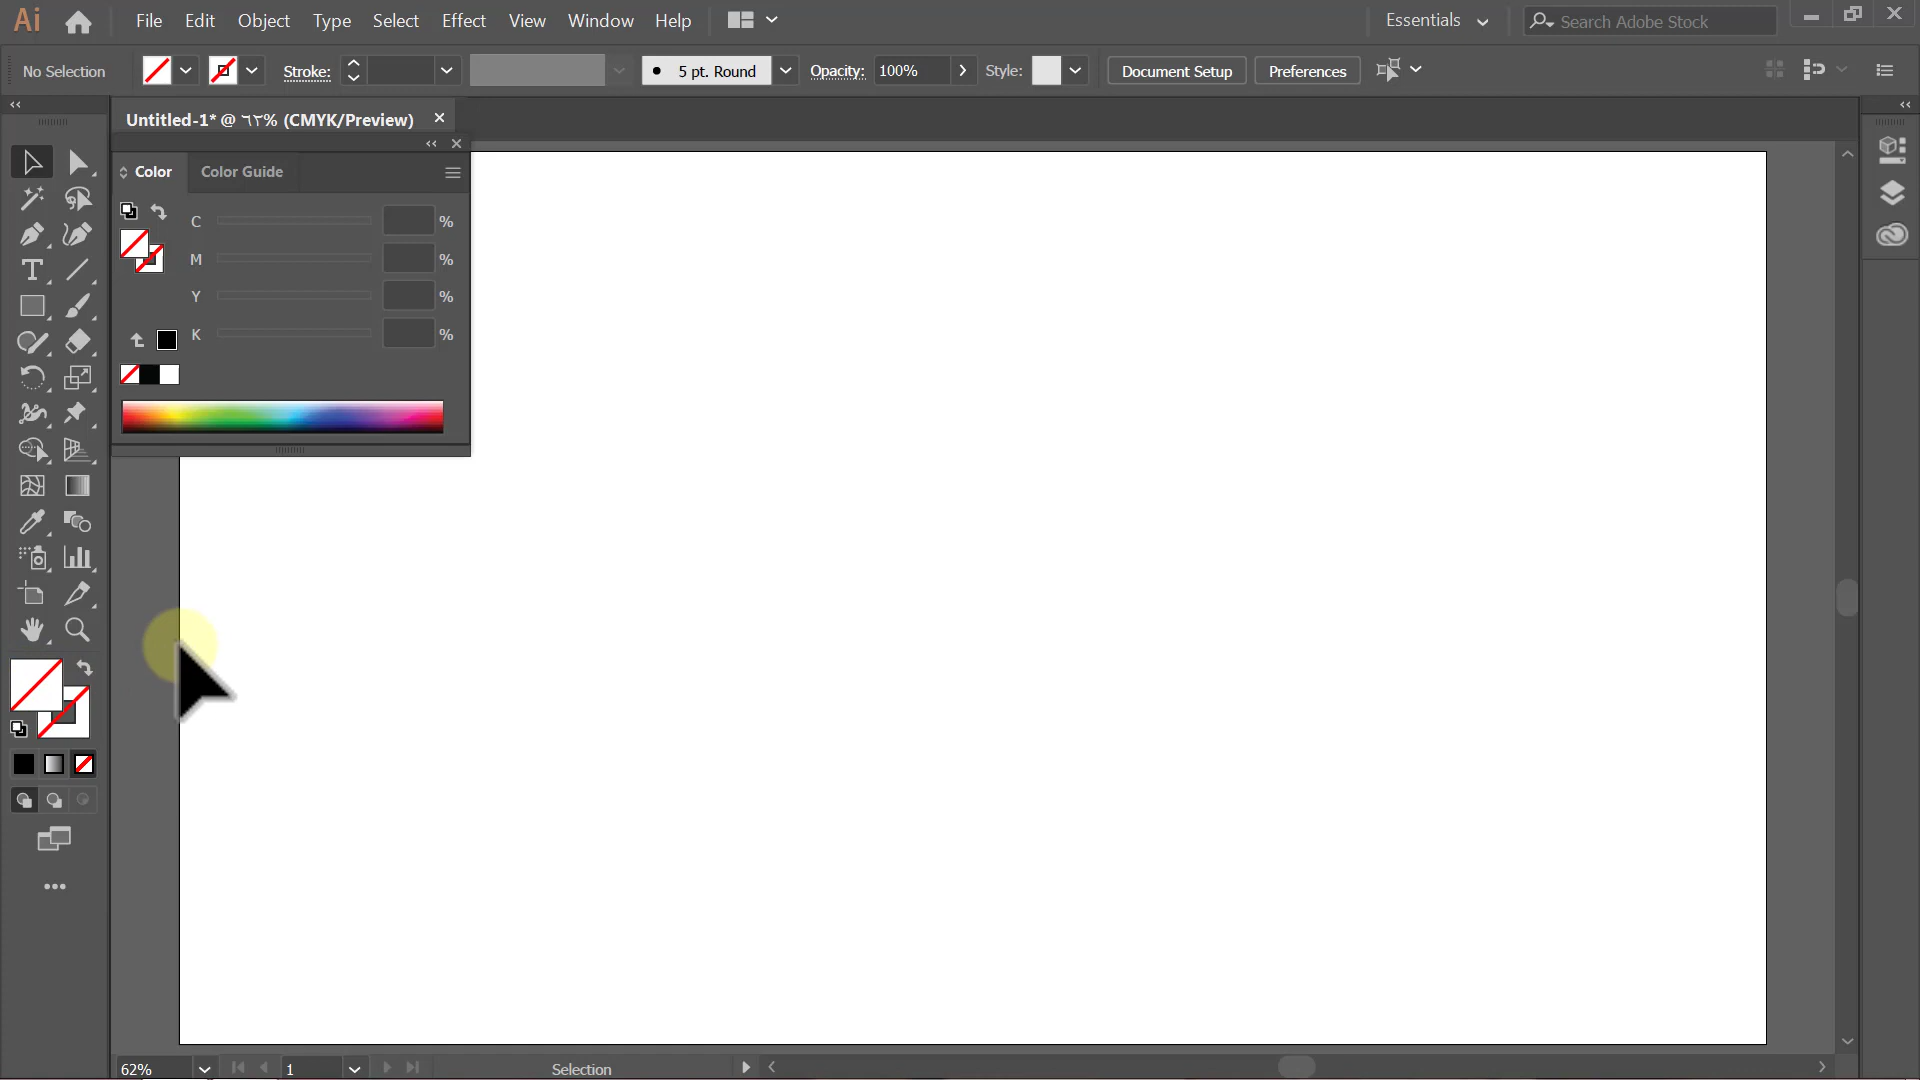 Ai File Edit Object Type Select Effect View Window Help Essentials Search Adobe Stock
No Selection Stroke: 5 pt. Round Opacity: 100% Style: Document Setup Preferences
Untitled-1* @ ٦٢% (CMYK/Preview)
Color Color Guide
C %
M %
Y %
K %
62% 1 Selection